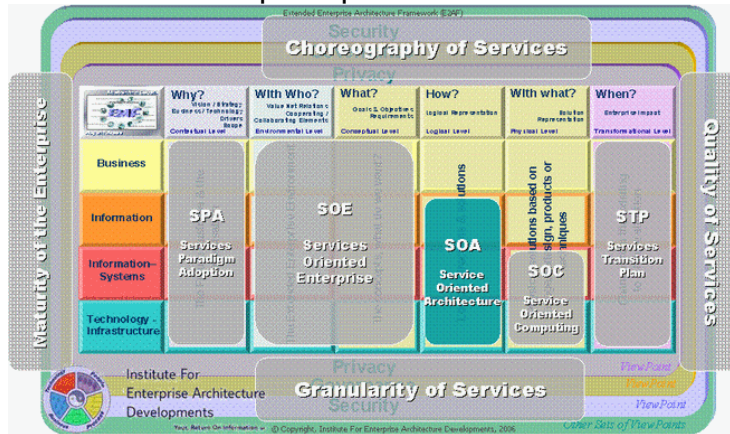 Extended Enterprise Architecture Framework (E2AF)
Security
Choreography of Services
Privacy
Maturity of the Enterprise
Quality of Services
Why?
Vision / Strategy
Business / Technology
Drivers
Scope
Contextual Level
With Who?
Value Net Relations
Cooperating /
Collaborating Elements
Environmental Level
What?
Goals & Objectives
Requirements
Conceptual Level
How?
Logical Representation
Logical Level
With what?
Solution
Representation
Physical Level
When?
Enterprise Impact
Transformational Level
Business
Information
Information–
Systems
Technology -
Infrastructure
SPA
Services
Paradigm
Adoption
SOE
Services
Oriented
Enterprise
SOA
Service
Oriented
Architecture
SOC
Service
Oriented
Computing
STP
Services
Transition
Plan
Privacy
Granularity of Services
Security
ViewPoint
ViewPoint
ViewPoint
Other Sets of ViewPoints
Institute For
Enterprise Architecture
Developments
Your Return On Information
© Copyright, Institute For Enterprise Architecture Developments, 2006